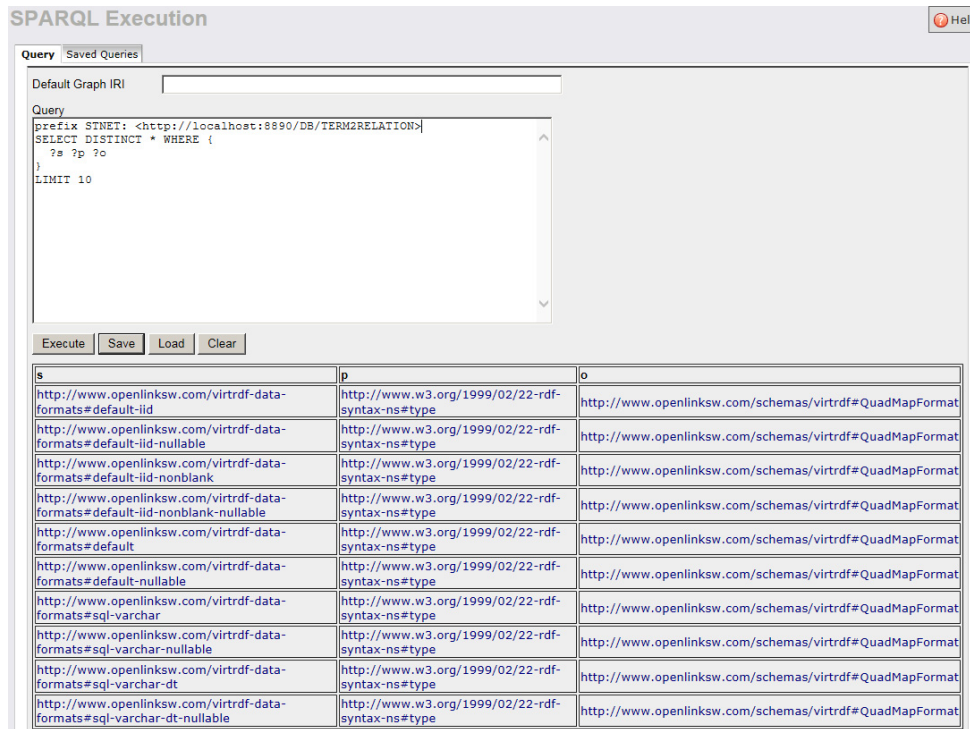 SPARQL Execution
Hel
Query Saved Queries
Default Graph IRI
Query
prefix STNET: <http://localhost:8890/DB/TERM2RELATION>
SELECT DISTINCT * WHERE {
?s ?p ?o
}
LIMIT 10
Execute Save Load Clear
s p o
http://www.openlinksw.com/virtrdf-data- http://www.w3.org/1999/02/22-rdf- http://www.openlinksw.com/schemas/virtrdf#QuadMapFormat
formats#default-iid syntax-ns#type
http://www.openlinksw.com/virtrdf-data- http://www.w3.org/1999/02/22-rdf- http://www.openlinksw.com/schemas/virtrdf#QuadMapFormat
formats#default-iid-nullable syntax-ns#type
http://www.openlinksw.com/virtrdf-data- http://www.w3.org/1999/02/22-rdf- http://www.openlinksw.com/schemas/virtrdf#QuadMapFormat
formats#default-iid-nonblank syntax-ns#type
http://www.openlinksw.com/virtrdf-data- http://www.w3.org/1999/02/22-rdf- http://www.openlinksw.com/schemas/virtrdf#QuadMapFormat
formats#default-iid-nonblank-nullable syntax-ns#type
http://www.openlinksw.com/virtrdf-data- http://www.w3.org/1999/02/22-rdf- http://www.openlinksw.com/schemas/virtrdf#QuadMapFormat
formats#default syntax-ns#type
http://www.openlinksw.com/virtrdf-data- http://www.w3.org/1999/02/22-rdf- http://www.openlinksw.com/schemas/virtrdf#QuadMapFormat
formats#default-nullable syntax-ns#type
http://www.openlinksw.com/virtrdf-data- http://www.w3.org/1999/02/22-rdf- http://www.openlinksw.com/schemas/virtrdf#QuadMapFormat
formats#sql-varchar syntax-ns#type
http://www.openlinksw.com/virtrdf-data- http://www.w3.org/1999/02/22-rdf- http://www.openlinksw.com/schemas/virtrdf#QuadMapFormat
formats#sql-varchar-nullable syntax-ns#type
http://www.openlinksw.com/virtrdf-data- http://www.w3.org/1999/02/22-rdf- http://www.openlinksw.com/schemas/virtrdf#QuadMapFormat
formats#sql-varchar-dt syntax-ns#type
http://www.openlinksw.com/virtrdf-data- http://www.w3.org/1999/02/22-rdf- http://www.openlinksw.com/schemas/virtrdf#QuadMapFormat
formats#sql-varchar-dt-nullable syntax-ns#type